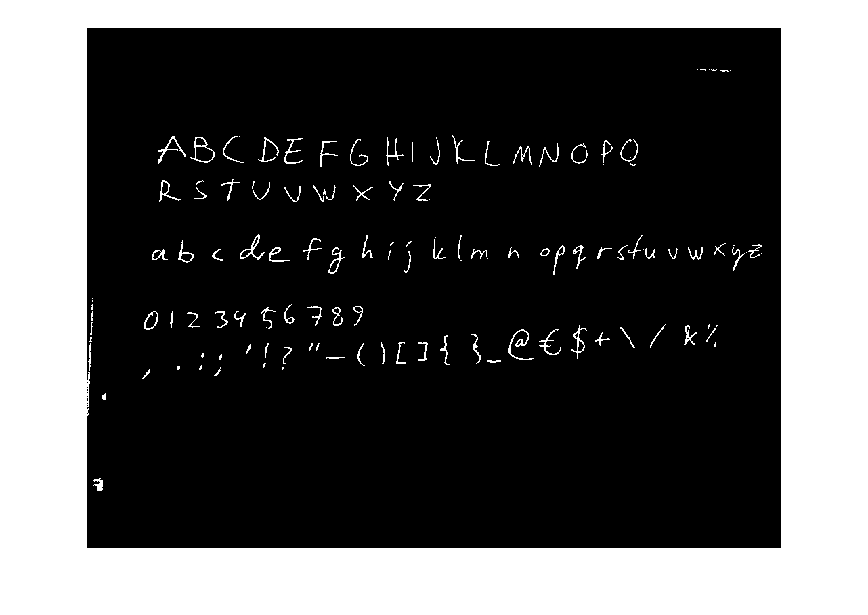 ABCDEFGHIJKLMNOPQ
RSTUVWXYZ
abcdefghijklmnopqrstuvwxyz
0123456789
, . : ; ' ! ? " - ( ) [ ] { } _ @ € $ + \ / & %